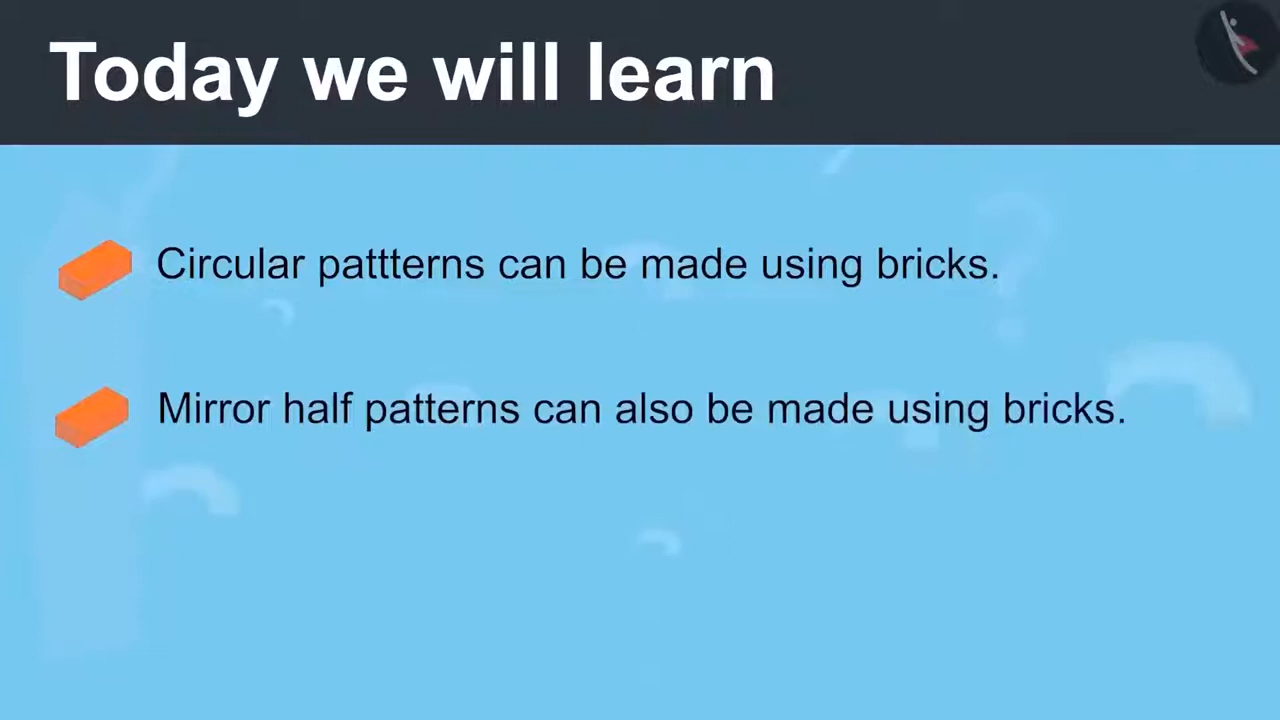 Today we will learn
Circular pattterns can be made using bricks.
Mirror half patterns can also be made using bricks.